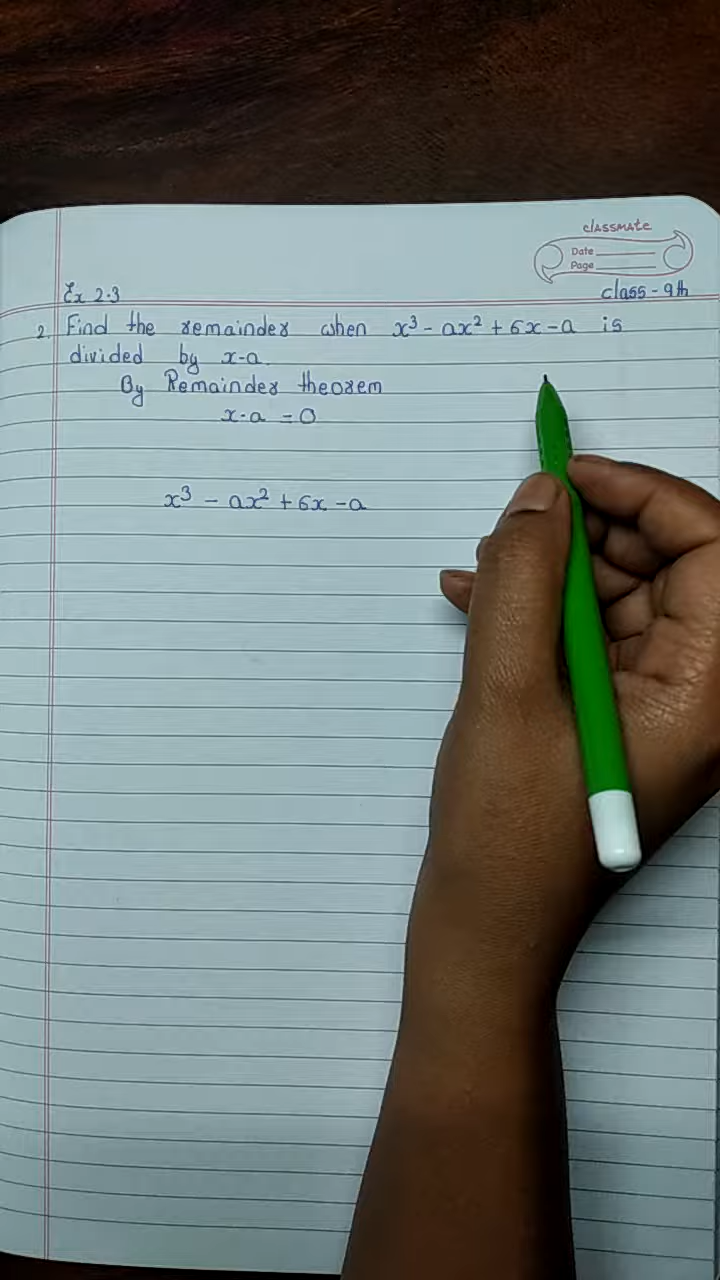 classmate
Date
Page
Ex 2.3
class - 9th
2. Find the remainder when x³ - ax² + 6x - a is
divided by x-a
By Remainder theorem
x-a = 0
x³ - ax² + 6x - a